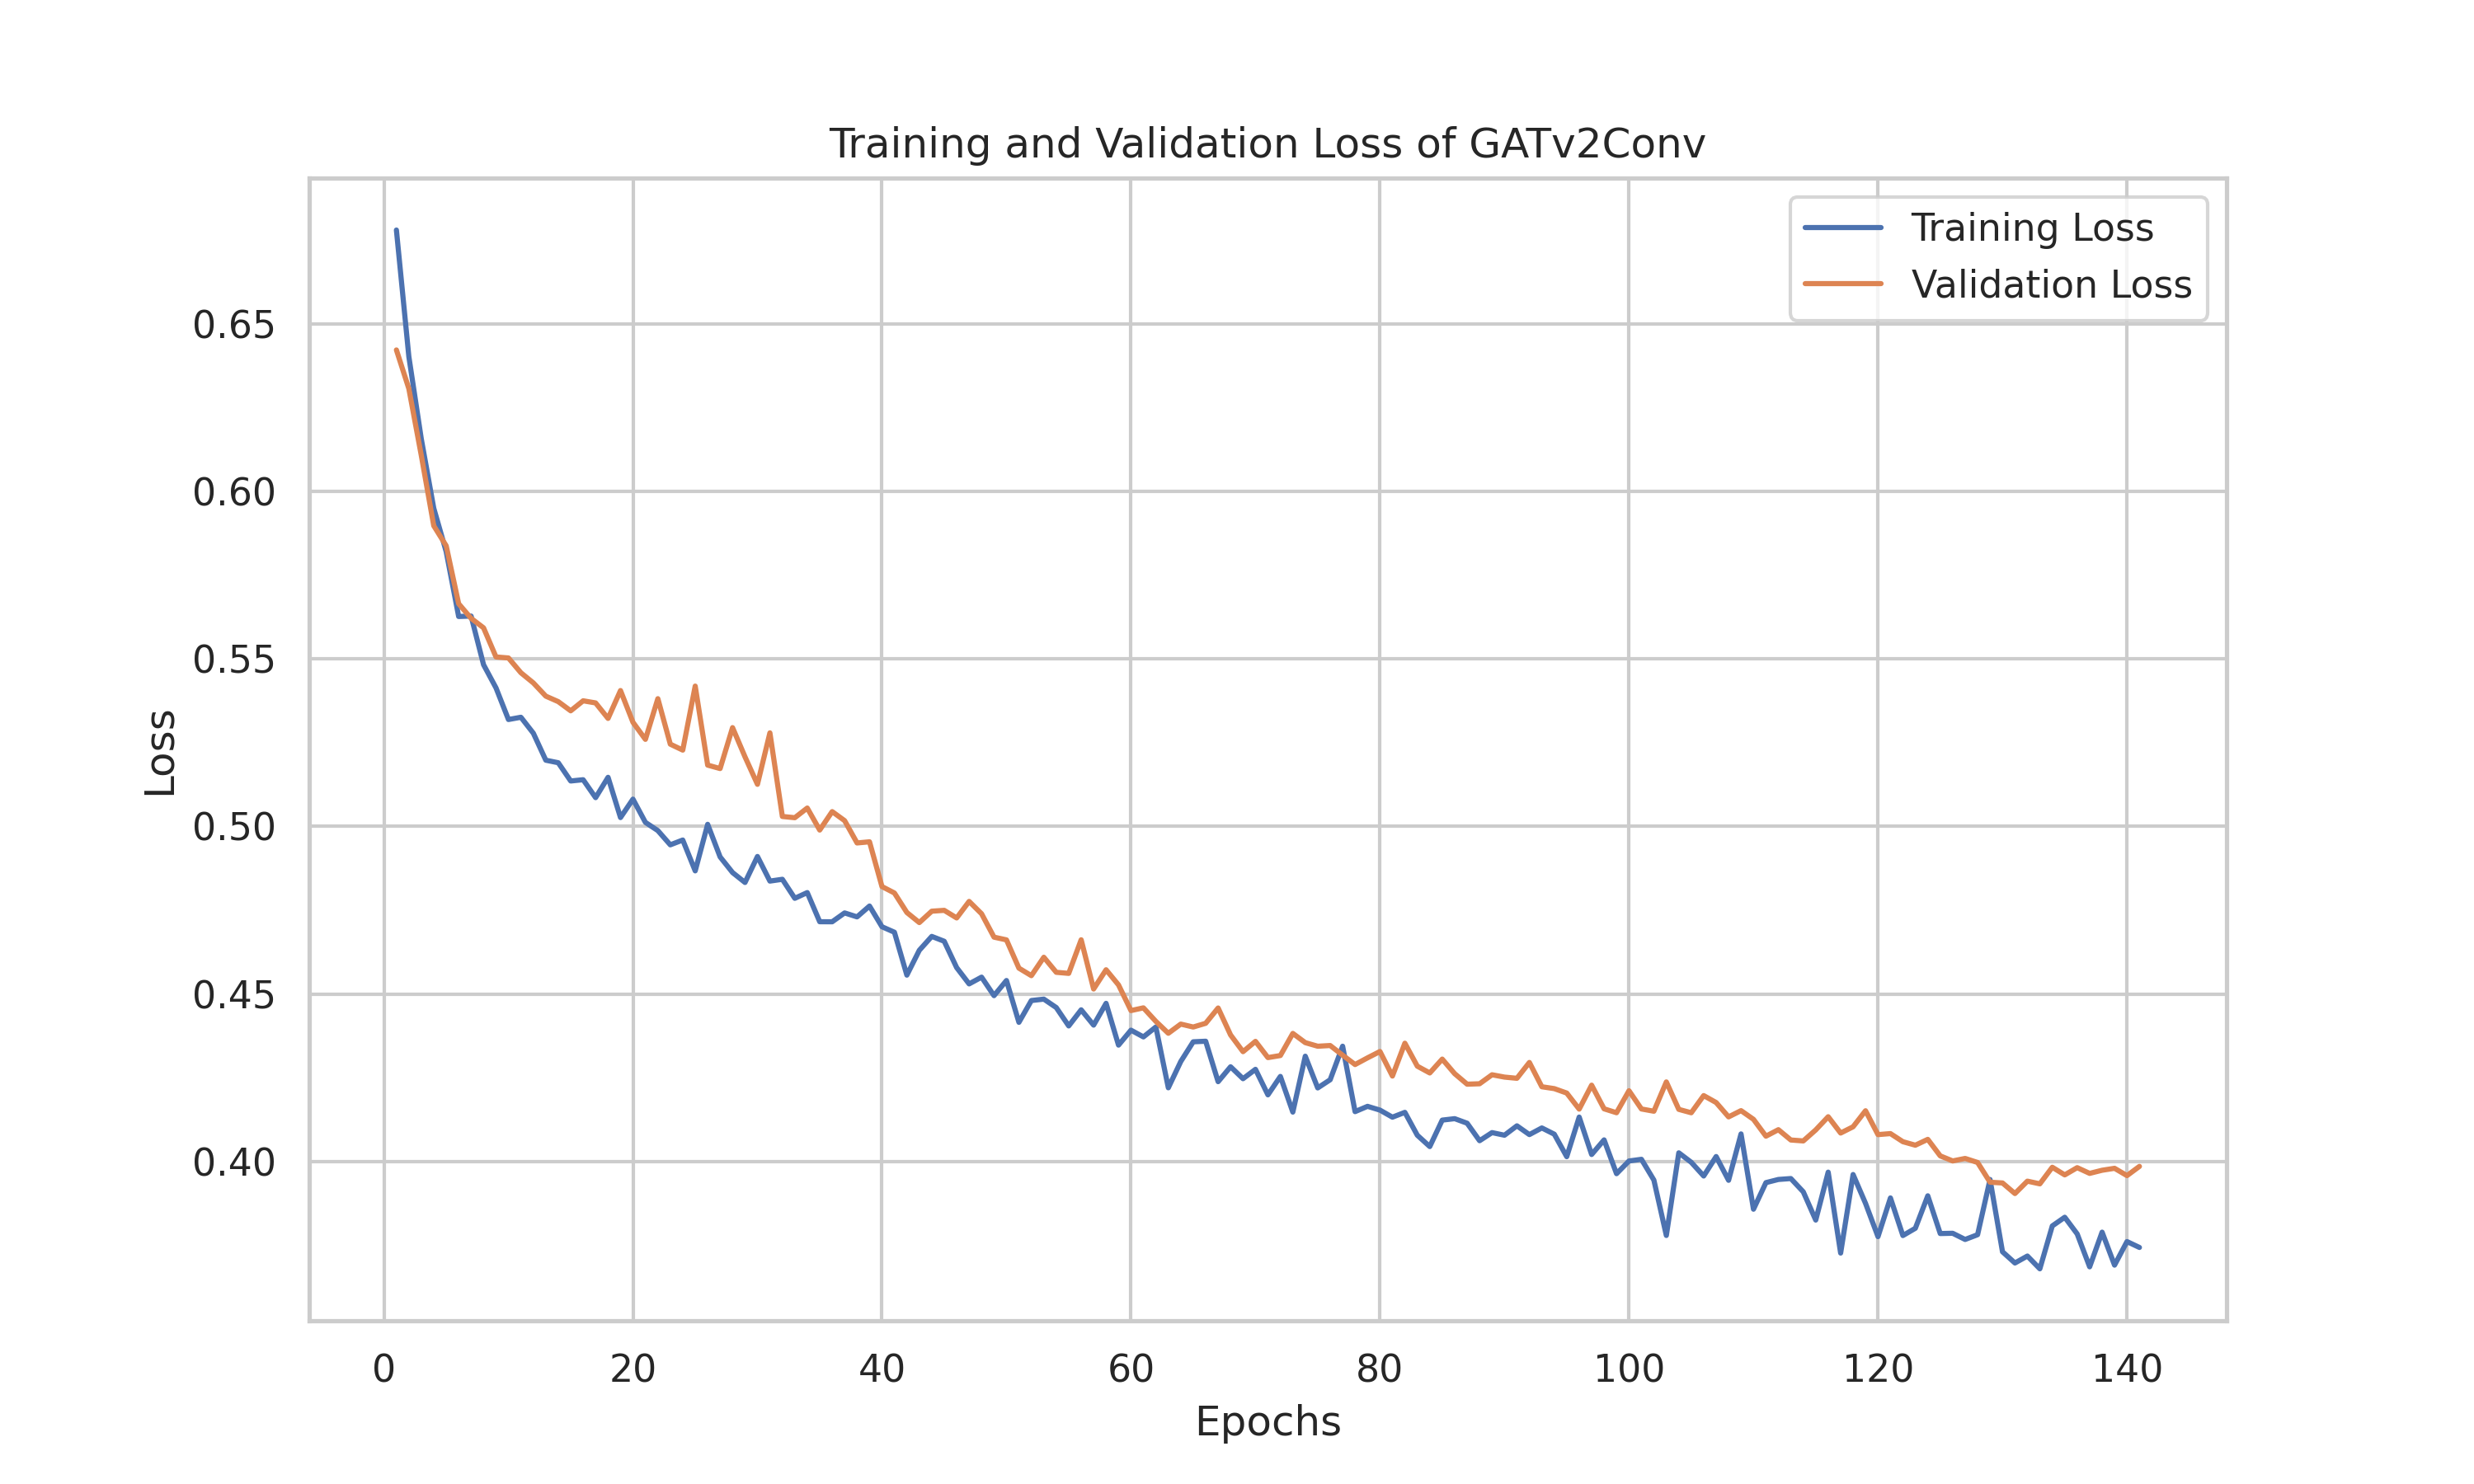 Training and Validation Loss of GATv2Conv
Training Loss
Validation Loss
0.65
0.60
0.55
0.50
0.45
0.40
Loss
0 20 40 60 80 100 120 140
Epochs